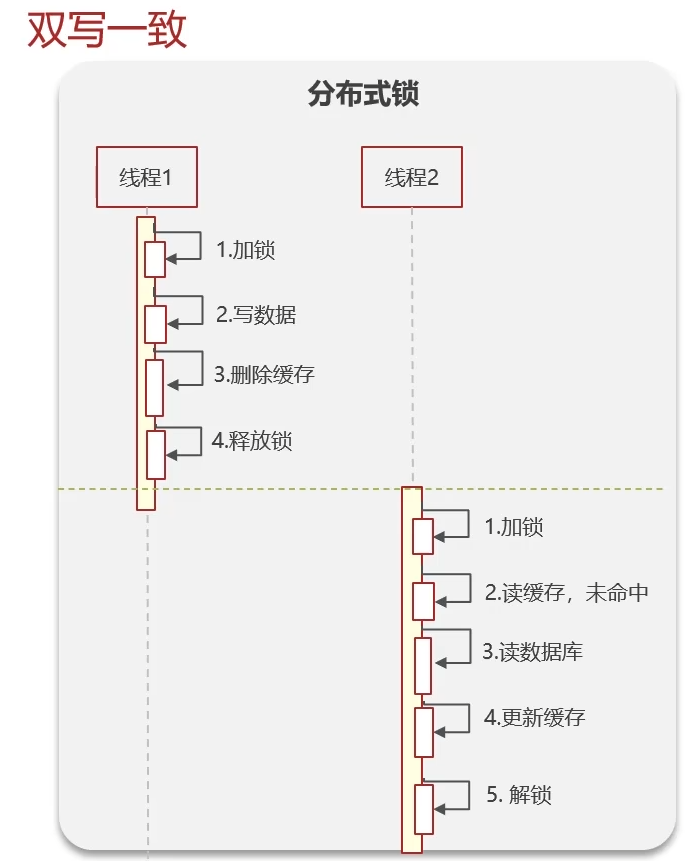 双写一致
分布式锁
线程1
线程2
1.加锁
2.写数据
3.删除缓存
4.释放锁
1.加锁
2.读缓存，未命中
3.读数据库
4.更新缓存
5. 解锁